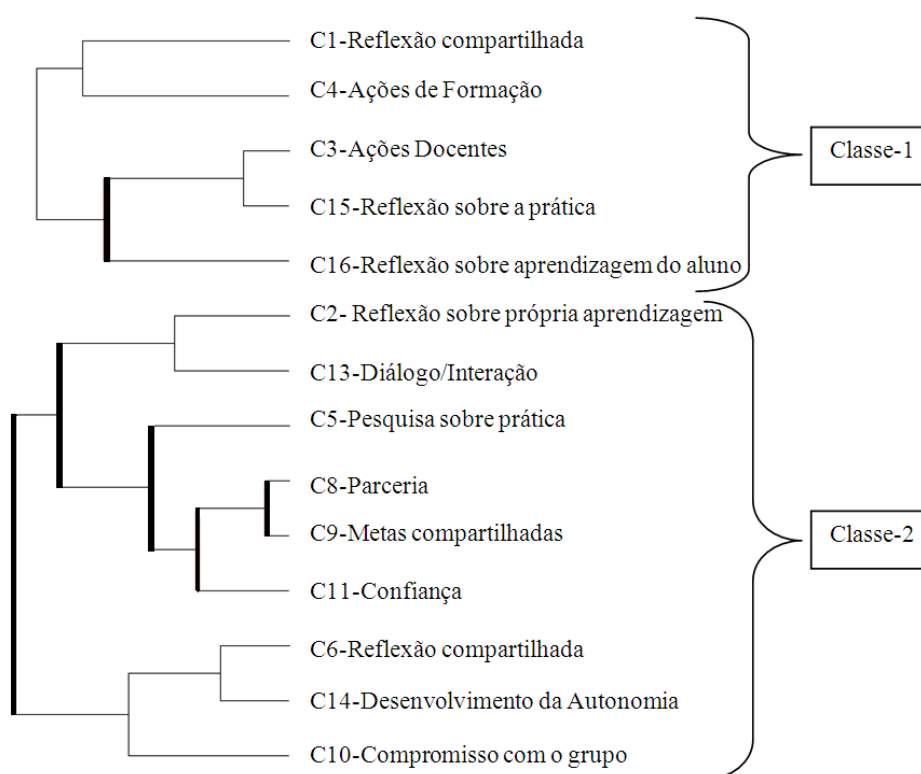 C1-Reflexão compartilhada
C4-Ações de Formação
C3-Ações Docentes
Classe-1
C15-Reflexão sobre a prática
C16-Reflexão sobre aprendizagem do aluno
C2- Reflexão sobre própria aprendizagem
C13-Diálogo/Interação
C5-Pesquisa sobre prática
C8-Parceria
C9-Metas compartilhadas
Classe-2
C11-Confiança
C6-Reflexão compartilhada
C14-Desenvolvimento da Autonomia
C10-Compromisso com o grupo